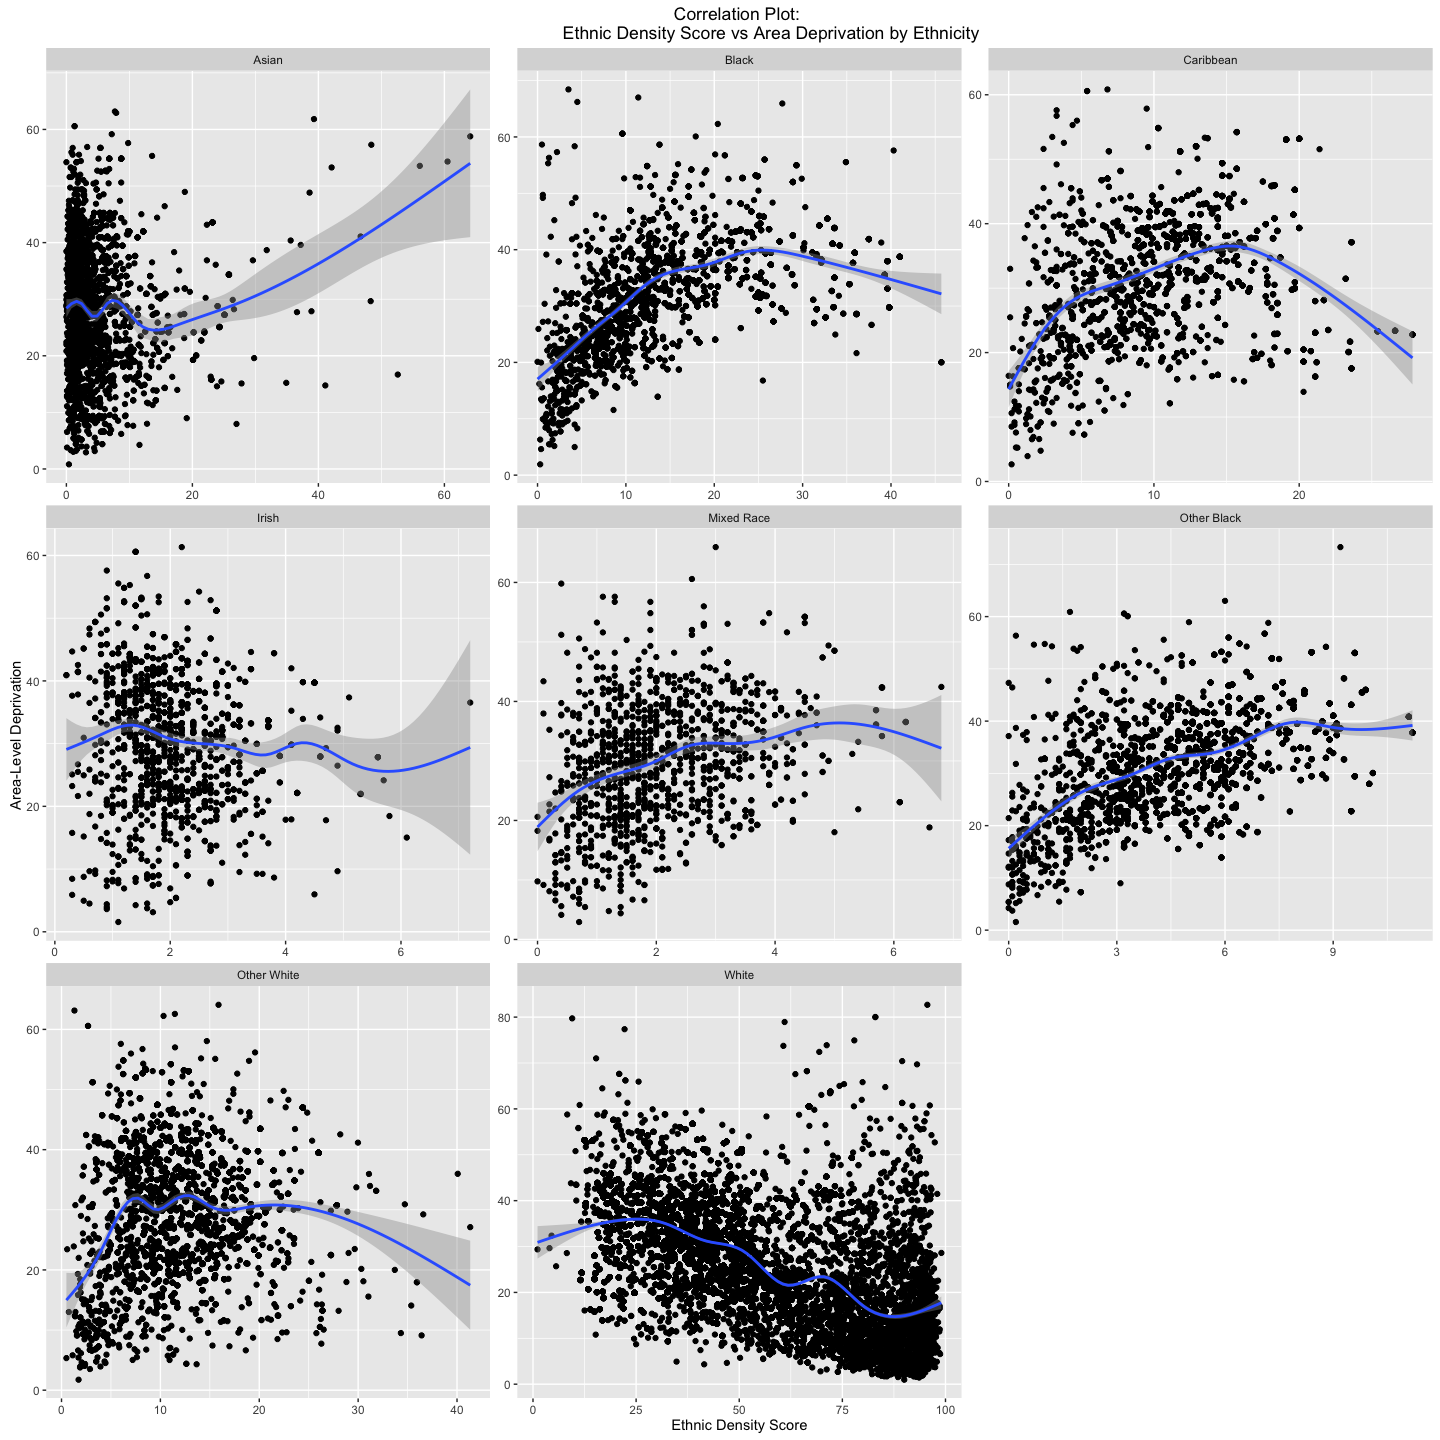 Correlation Plot:
Ethnic Density Score vs Area Deprivation by Ethnicity
Asian
Black
Caribbean
60
40
20
0
0 20 40 60
60
40
20
0
0 10 20 30 40
60
40
20
0
0 10 20
Irish
Mixed Race
Other Black
60
40
20
0
0 2 4 6
60
40
20
0
0 2 4 6
60
40
20
0
0 3 6 9
Area-Level Deprivation
Other White
White
60
40
20
0
0 10 20 30 40
80
60
40
20
0
0 25 50 75 100
Ethnic Density Score